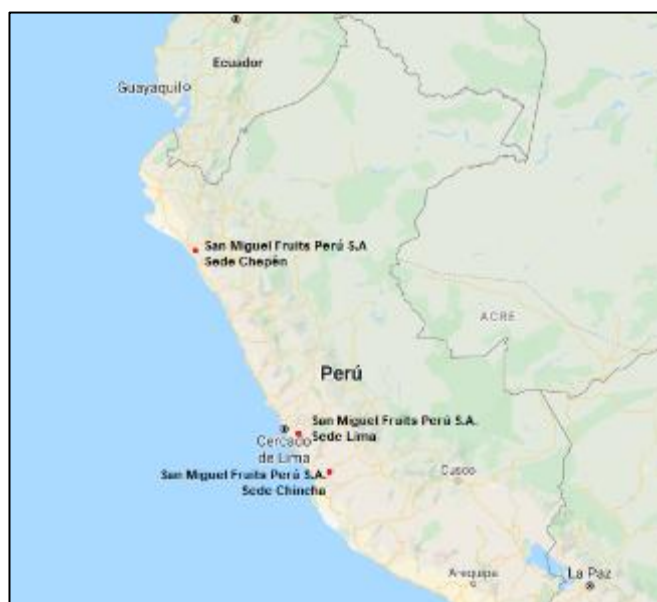 Ecuador
Guayaquil
San Miguel Fruits Perú S.A
Sede Chepén
ACRE
Perú
San Miguel Fruits Perú S.A.
Sede Lima
Cercado
de Lima
San Miguel Fruits Perú S.A.
Sede Chincha
Cusco
Arequipa
La Paz